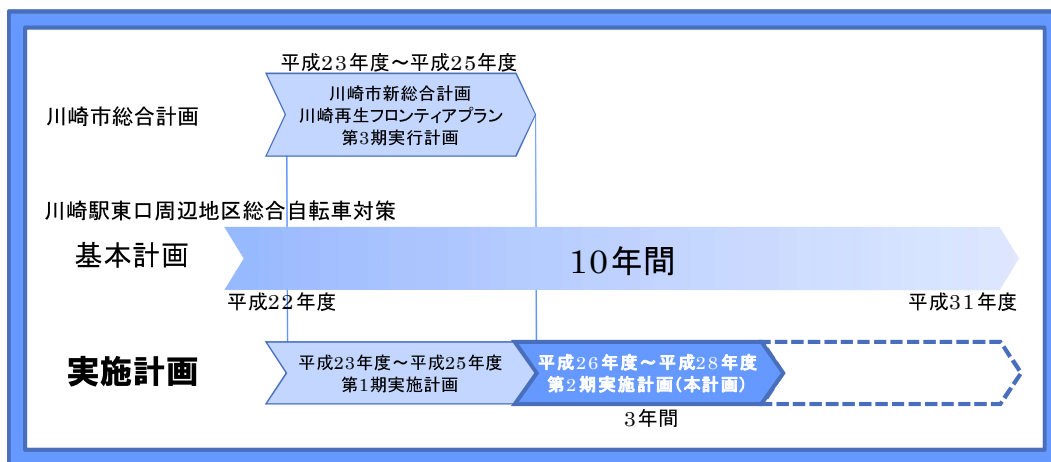 平成23年度～平成25年度
川崎市総合計画
川崎市新総合計画
川崎再生フロンティアプラン
第3期実行計画
川崎駅東口周辺地区総合自転車対策
基本計画
10年間
平成22年度
平成31年度
実施計画
平成23年度～平成25年度
第1期実施計画
平成26年度～平成28年度
第2期実施計画(本計画)
3年間